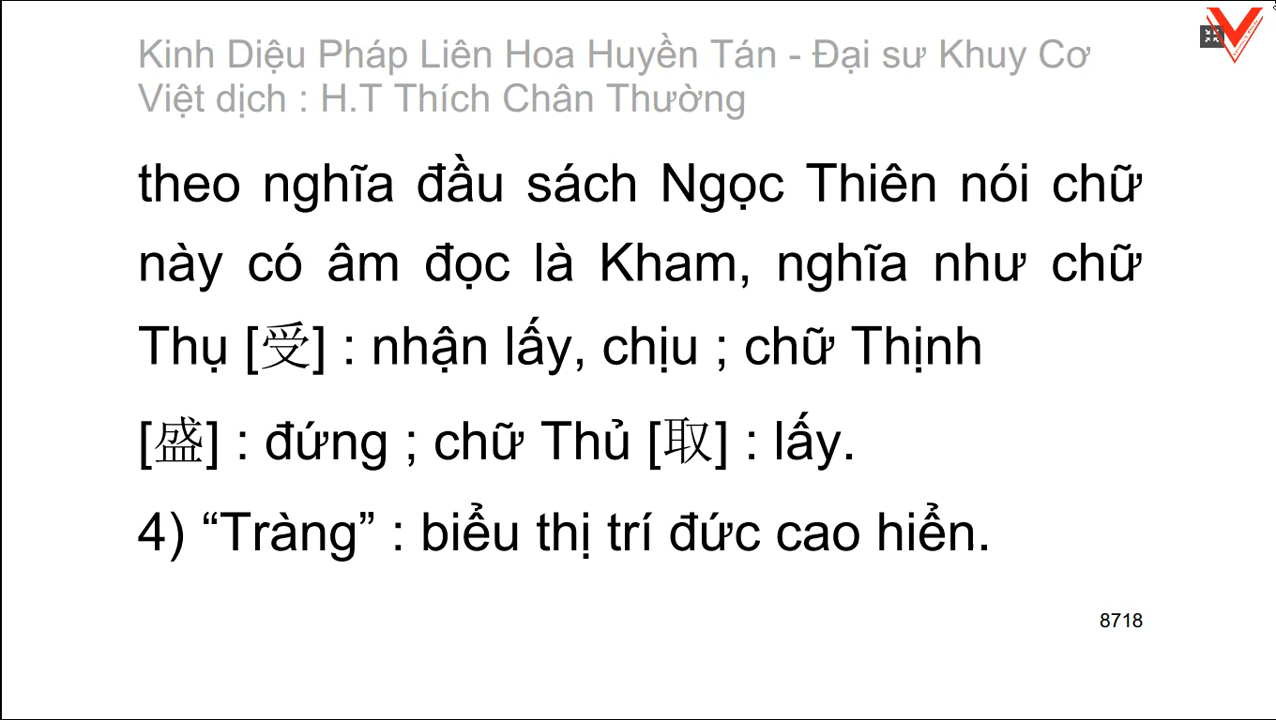 Kinh Diệu Pháp Liên Hoa Huyền Tán - Đại sư Khuy Cơ
Việt dịch : H.T Thích Chân Thường
theo nghĩa đầu sách Ngọc Thiên nói chữ
này có âm đọc là Kham, nghĩa như chữ
Thụ [受] : nhận lấy, chịu ; chữ Thịnh
[盛] : đứng ; chữ Thủ [取] : lấy.
4) “Tràng” : biểu thị trí đức cao hiển.
8718